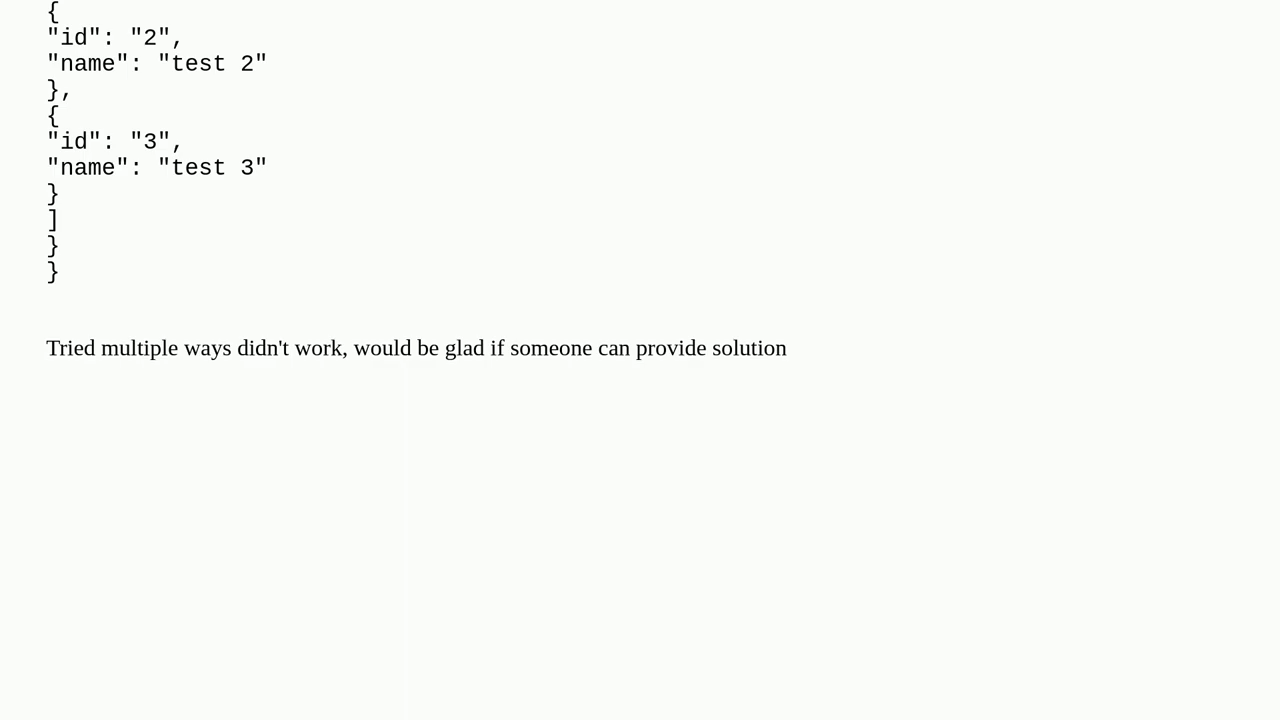 {
"id": "2",
"name": "test 2"
},
{
"id": "3",
"name": "test 3"
}
]
}
}
Tried multiple ways didn't work, would be glad if someone can provide solution